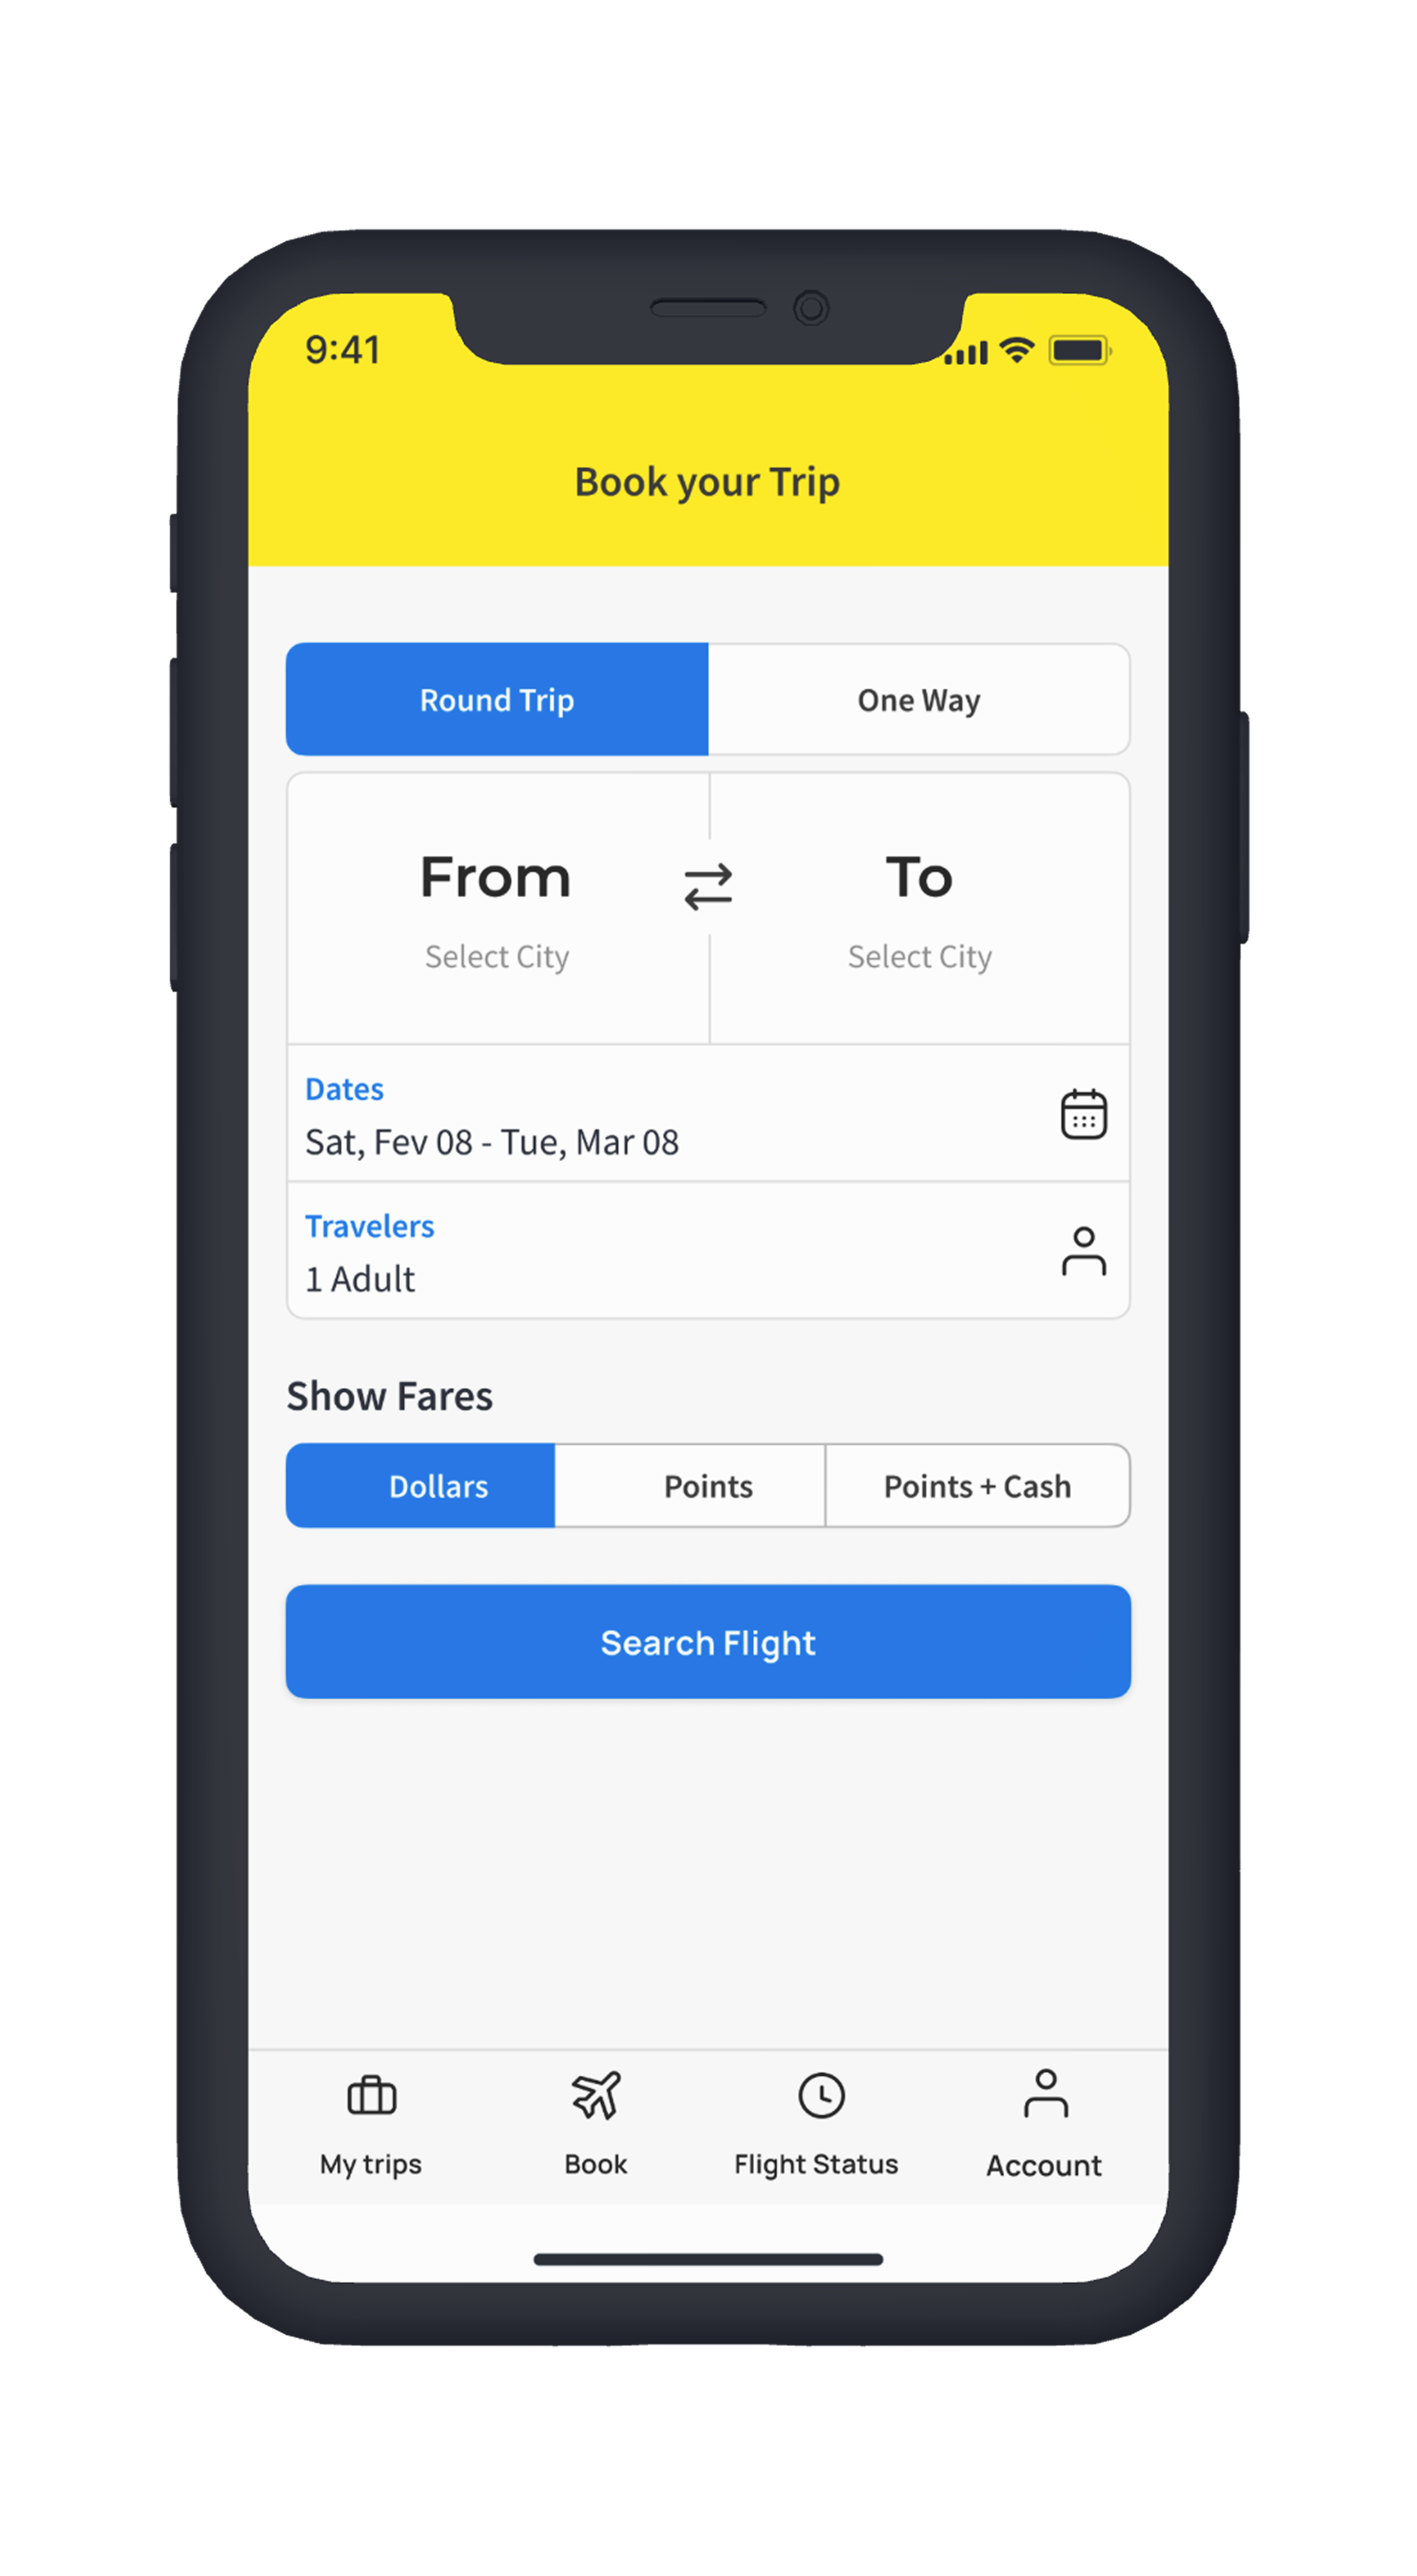 9:41
Book your Trip
Round Trip One Way
From To
Select City Select City
Dates
Sat, Fev 08 - Tue, Mar 08
Travelers
1 Adult
Show Fares
Dollars Points Points + Cash
Search Flight
My trips Book Flight Status Account